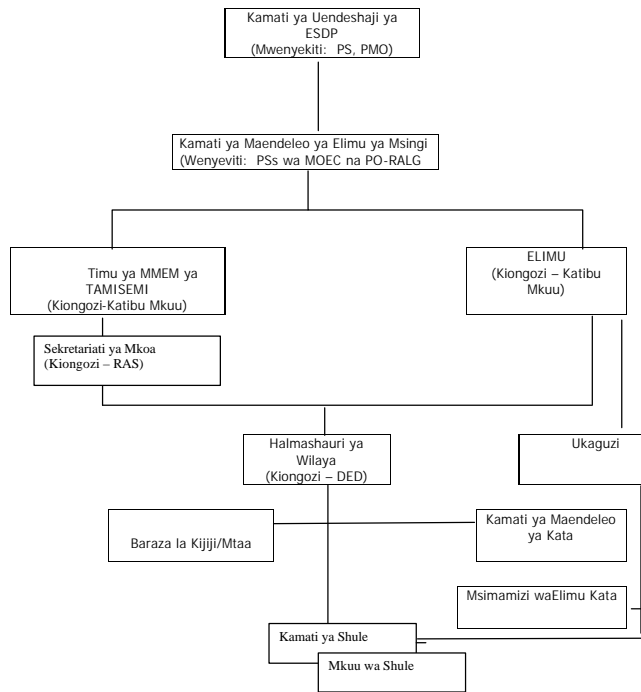 Kamati ya Uendeshaji ya
ESDP
(Mwenyekiti: PS, PMO)
Kamati ya Maendeleo ya Elimu ya Msingi
(Wenyeviti: PSs wa MOEC na PO-RALG
Timu ya MMEM ya
TAMISEMI
(Kiongozi-Katibu Mkuu)
ELIMU
(Kiongozi – Katibu
Mkuu)
Sekretariati ya Mkoa
(Kiongozi – RAS)
Halmashauri ya
Wilaya
(Kiongozi – DED)
Ukaguzi
Baraza la Kijiji/Mtaa
Kamati ya Maendeleo
ya Kata
Msimamizi waElimu Kata
Kamati ya Shule
Mkuu wa Shule